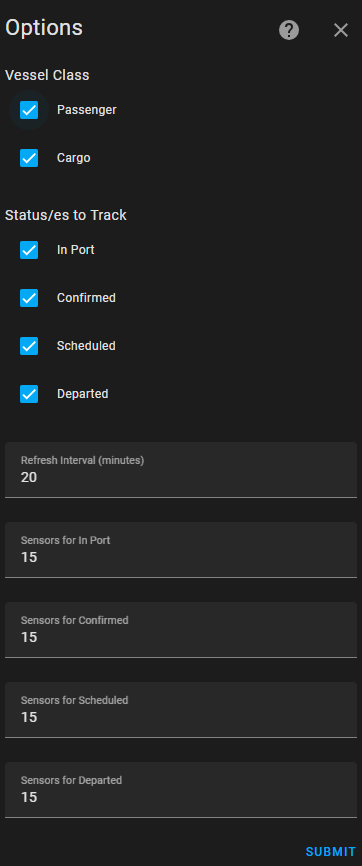 Options
Vessel Class
Passenger
Cargo
Status/es to Track
In Port
Confirmed
Scheduled
Departed
Refresh Interval (minutes)
20
Sensors for In Port
15
Sensors for Confirmed
15
Sensors for Scheduled
15
Sensors for Departed
15
SUBMIT